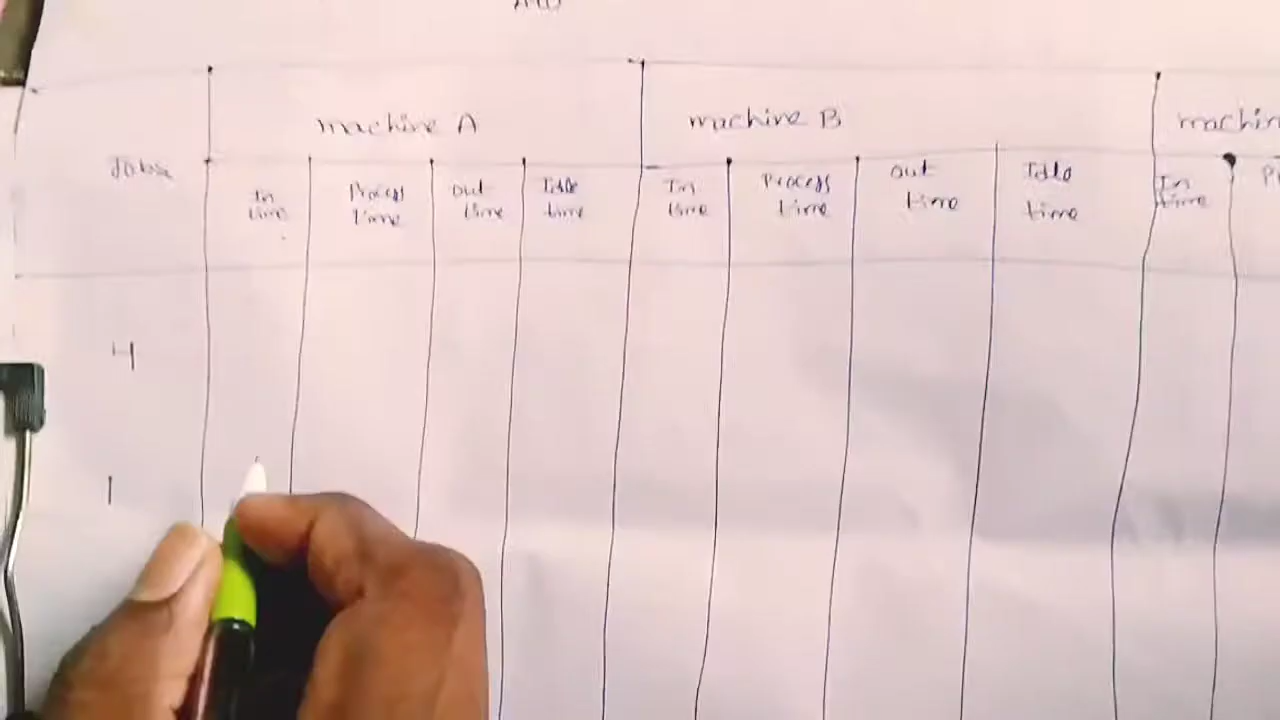 machine A machine B machin
Jobs
In time Process time Out time Idle time In time Process time Out time Idle time In time P
4
1